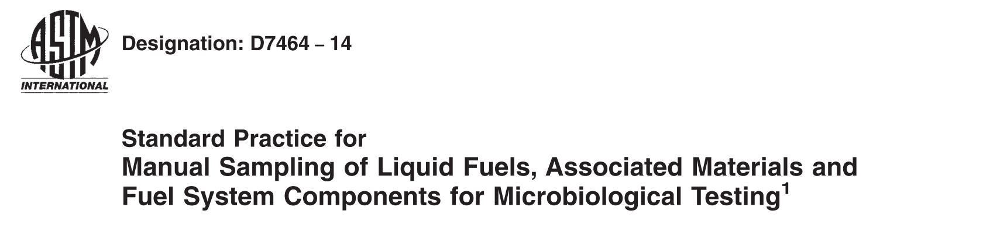 ASTM
INTERNATIONAL
Designation: D7464 – 14
Standard Practice for
Manual Sampling of Liquid Fuels, Associated Materials and
Fuel System Components for Microbiological Testing¹